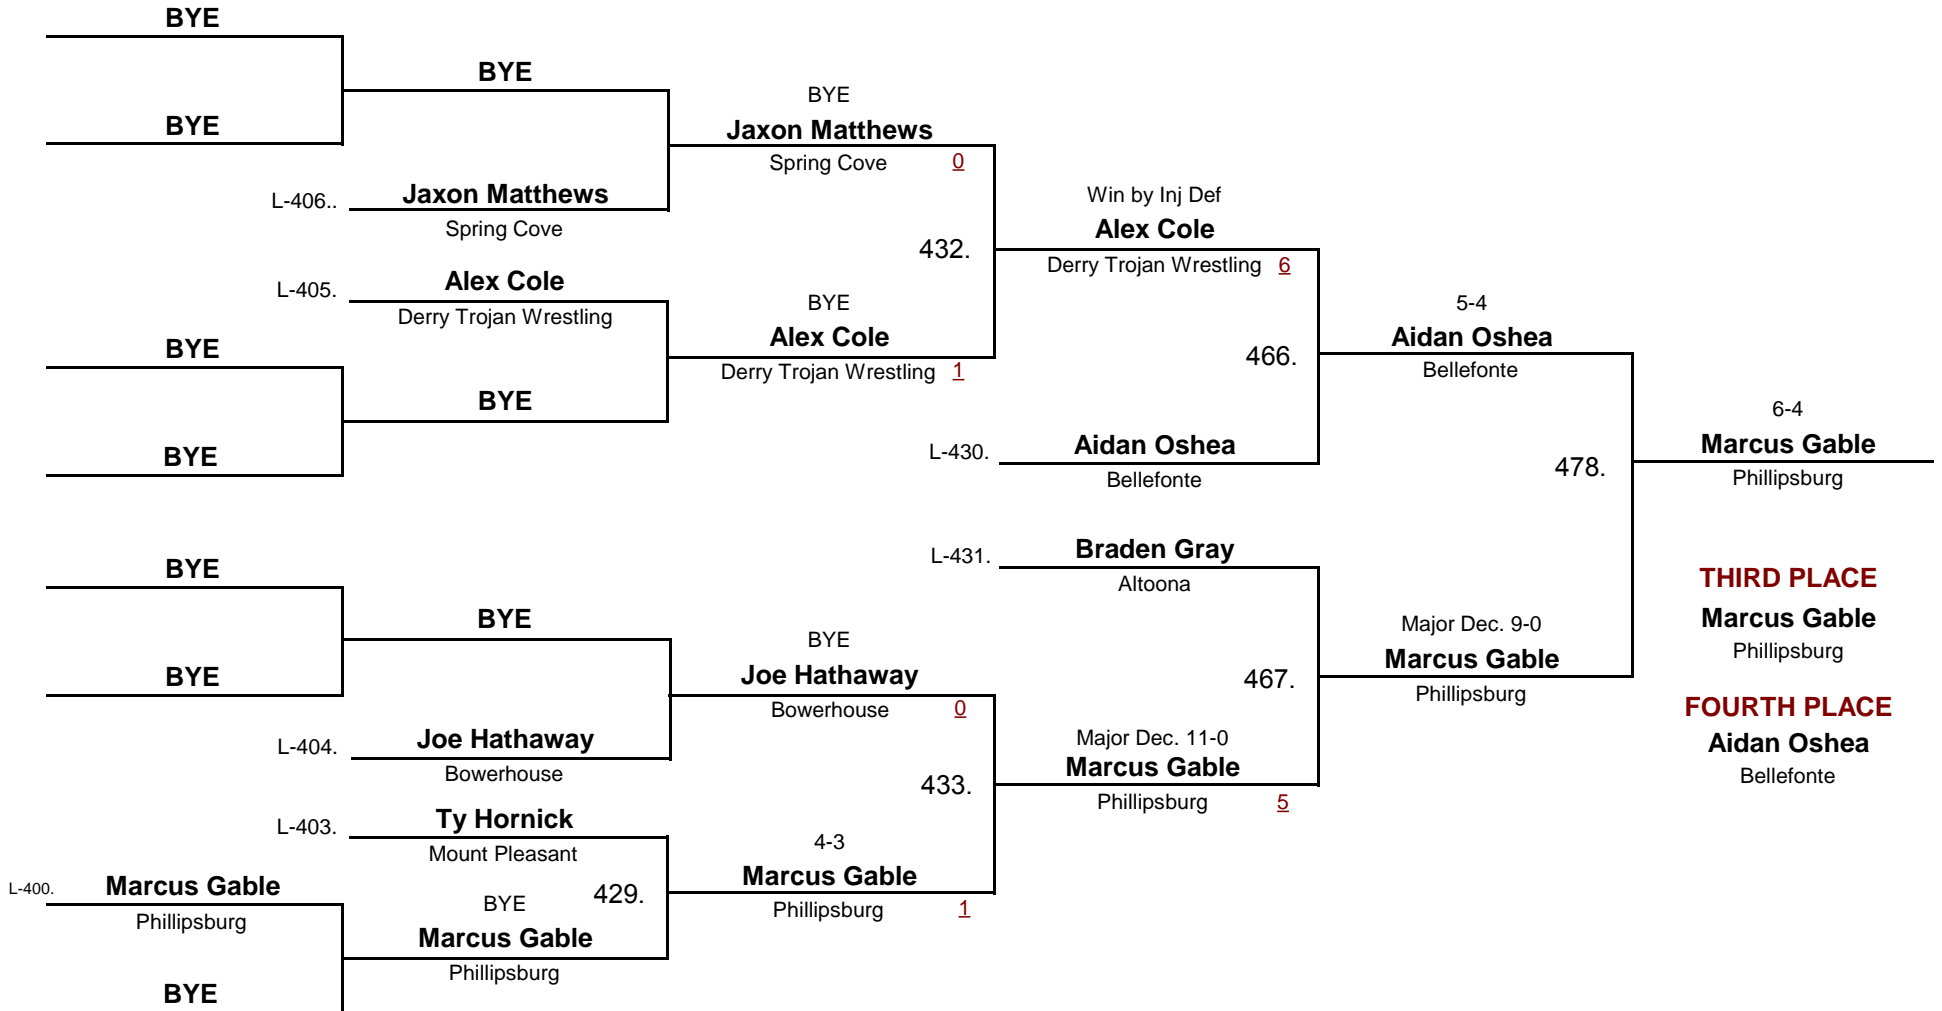 BYE
BYE
BYE
BYE
Jaxon Matthews
Spring Cove 0
L-406.. Jaxon Matthews
Spring Cove
Win by Inj Def
Alex Cole
Derry Trojan Wrestling 6
432.
L-405. Alex Cole
Derry Trojan Wrestling
BYE
Alex Cole
Derry Trojan Wrestling 1
5-4
Aidan Oshea
Bellefonte
BYE
466.
BYE
6-4
Marcus Gable
Phillipsburg
L-430. Aidan Oshea
Bellefonte
BYE
478.
BYE
L-431. Braden Gray
Altoona
THIRD PLACE
Marcus Gable
Phillipsburg
BYE
BYE
Joe Hathaway
Bowerhouse 0
Major Dec. 9-0
Marcus Gable
Phillipsburg
BYE
467.
FOURTH PLACE
Aidan Oshea
Bellefonte
L-404. Joe Hathaway
Bowerhouse
Major Dec. 11-0
Marcus Gable
Phillipsburg 5
433.
L-403. Ty Hornick
Mount Pleasant
4-3
Marcus Gable
Phillipsburg 1
L-400. Marcus Gable
Phillipsburg
429.
BYE
Marcus Gable
Phillipsburg
BYE